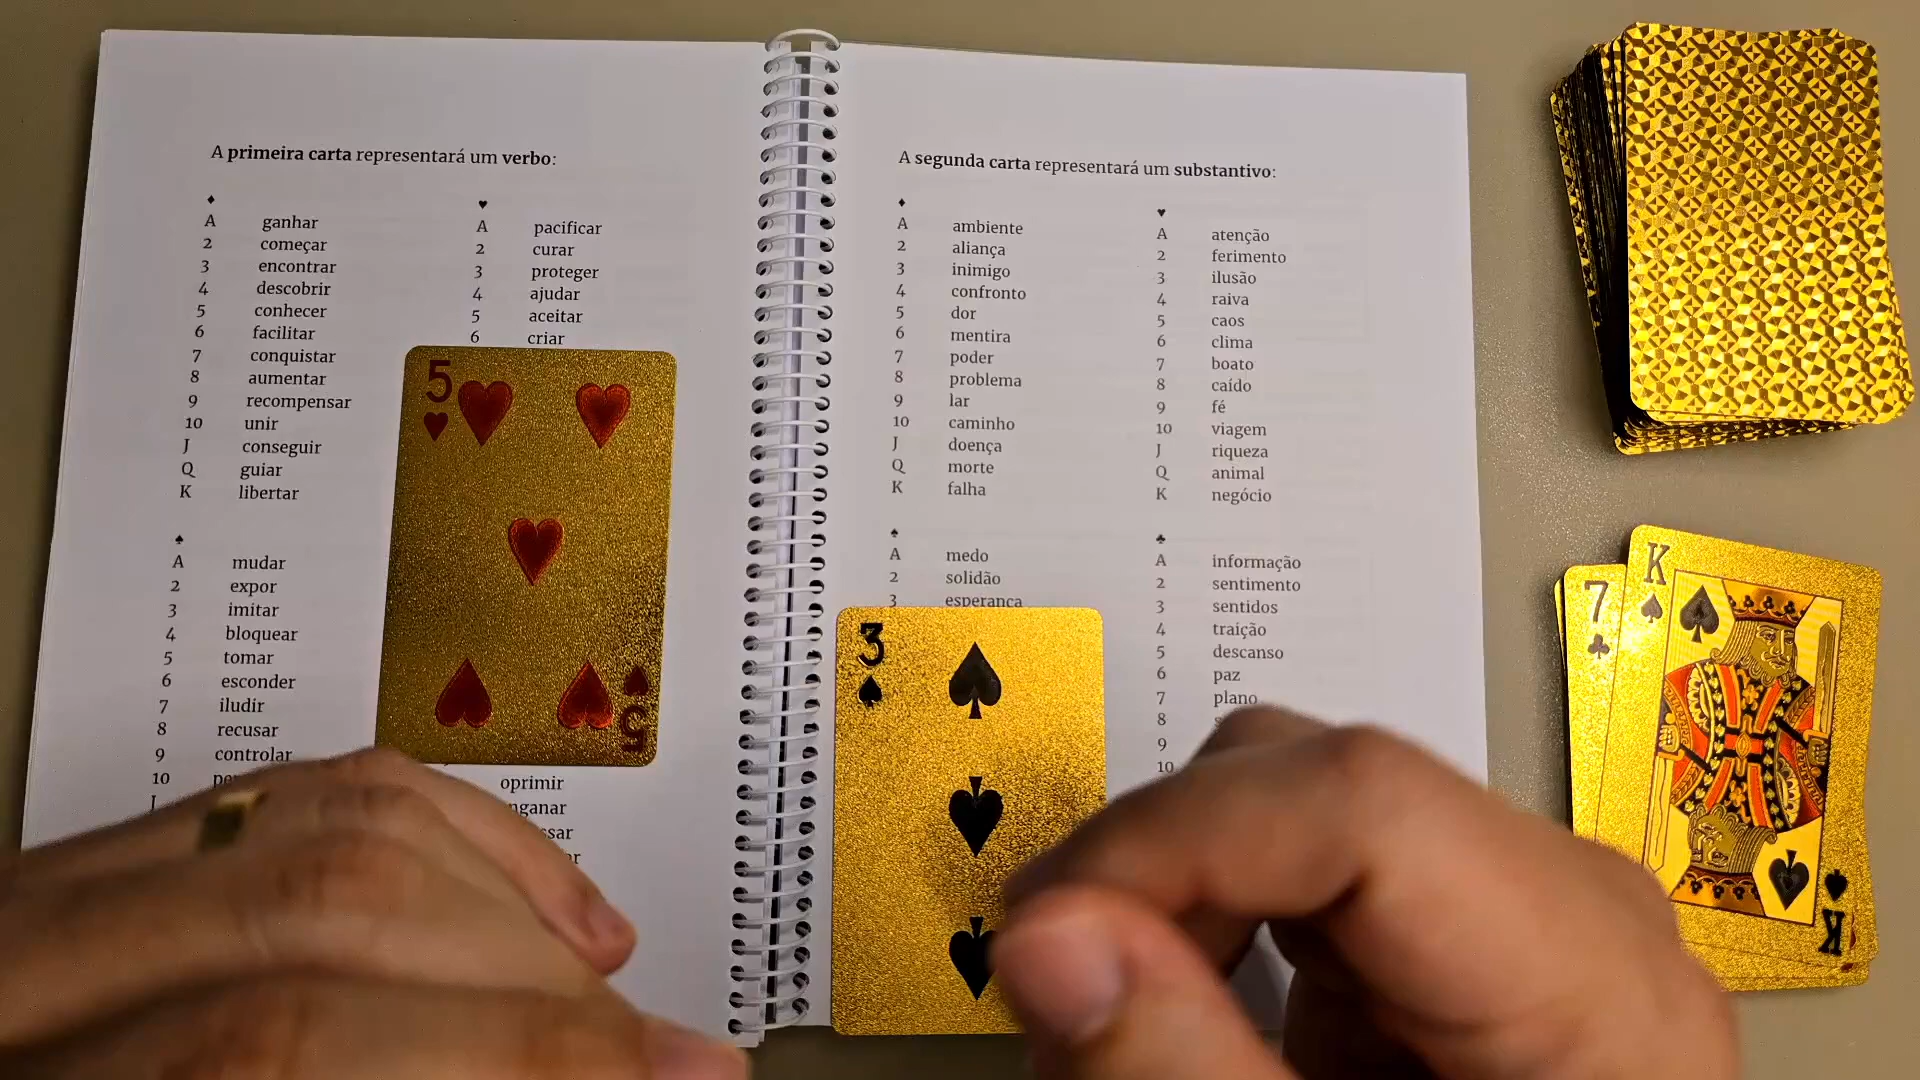 A primeira carta representará um verbo:
♦
A ganhar
2 começar
3 encontrar
4 descobrir
5 conhecer
6 facilitar
7 conquistar
8 aumentar
9 recompensar
10 unir
J conseguir
Q guiar
K libertar
♥
A pacificar
2 curar
3 proteger
4 ajudar
5 aceitar
6 criar
♠
A mudar
2 expor
3 imitar
4 bloquear
5 tomar
6 esconder
7 iludir
8 recusar
9 controlar
10
J
oprimir
5
5
A segunda carta representará um substantivo:
♦
A ambiente
2 aliança
3 inimigo
4 confronto
5 dor
6 mentira
7 poder
8 problema
9 lar
10 caminho
J doença
Q morte
K falha
♥
A atenção
2 ferimento
3 ilusão
4 raiva
5 caos
6 clima
7 boato
8 caído
9 fé
10 viagem
J riqueza
Q animal
K negócio
♠
A medo
2 solidão
3 esperança
♣
A informação
2 sentimento
3 sentidos
4 traição
5 descanso
6 paz
7 plano
8
9
10
3
7
K
K